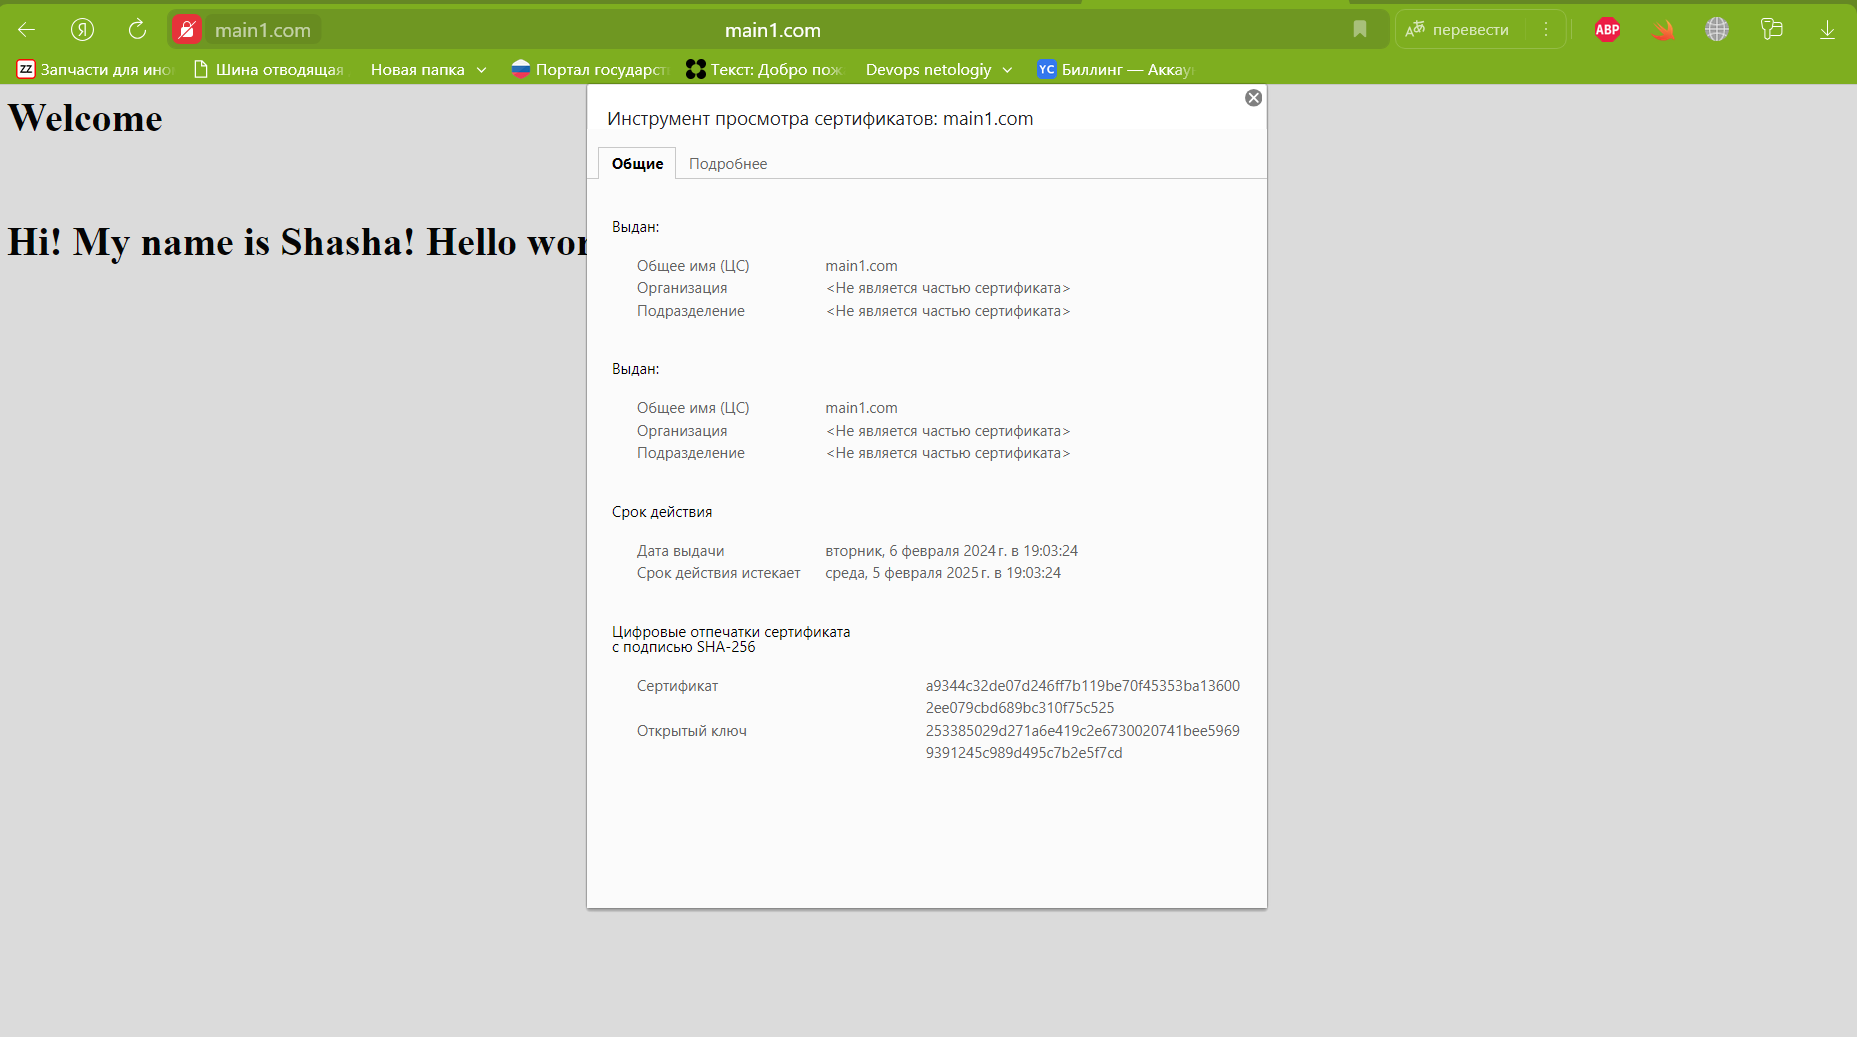 main1.com
main1.com
перевести
ABP
ZZ Запчасти для ино
Шина отводящая
Новая папка
Портал государст
Текст: Добро пож
Devops netologiy
YC Биллинг — Аккау
Welcome
Hi! My name is Shasha! Hello wor
Инструмент просмотра сертификатов: main1.com
Общие Подробнее
Выдан:
Общее имя (ЦС) main1.com
Организация <Не является частью сертификата>
Подразделение <Не является частью сертификата>
Выдан:
Общее имя (ЦС) main1.com
Организация <Не является частью сертификата>
Подразделение <Не является частью сертификата>
Срок действия
Дата выдачи вторник, 6 февраля 2024 г. в 19:03:24
Срок действия истекает среда, 5 февраля 2025 г. в 19:03:24
Цифровые отпечатки сертификата
с подписью SHA-256
Сертификат a9344c32de07d246ff7b119be70f45353ba13600
2ee079cbd689bc310f75c525
Открытый ключ 253385029d271a6e419c2e6730020741bee5969
9391245c989d495c7b2e5f7cd